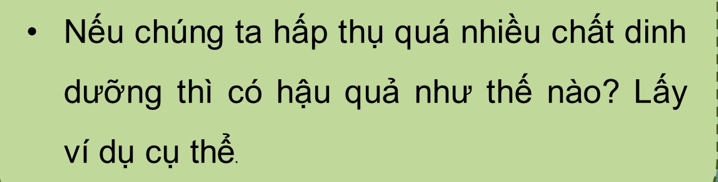 • Nếu chúng ta hấp thụ quá nhiều chất dinh
dưỡng thì có hậu quả như thế nào? Lấy
ví dụ cụ thể.